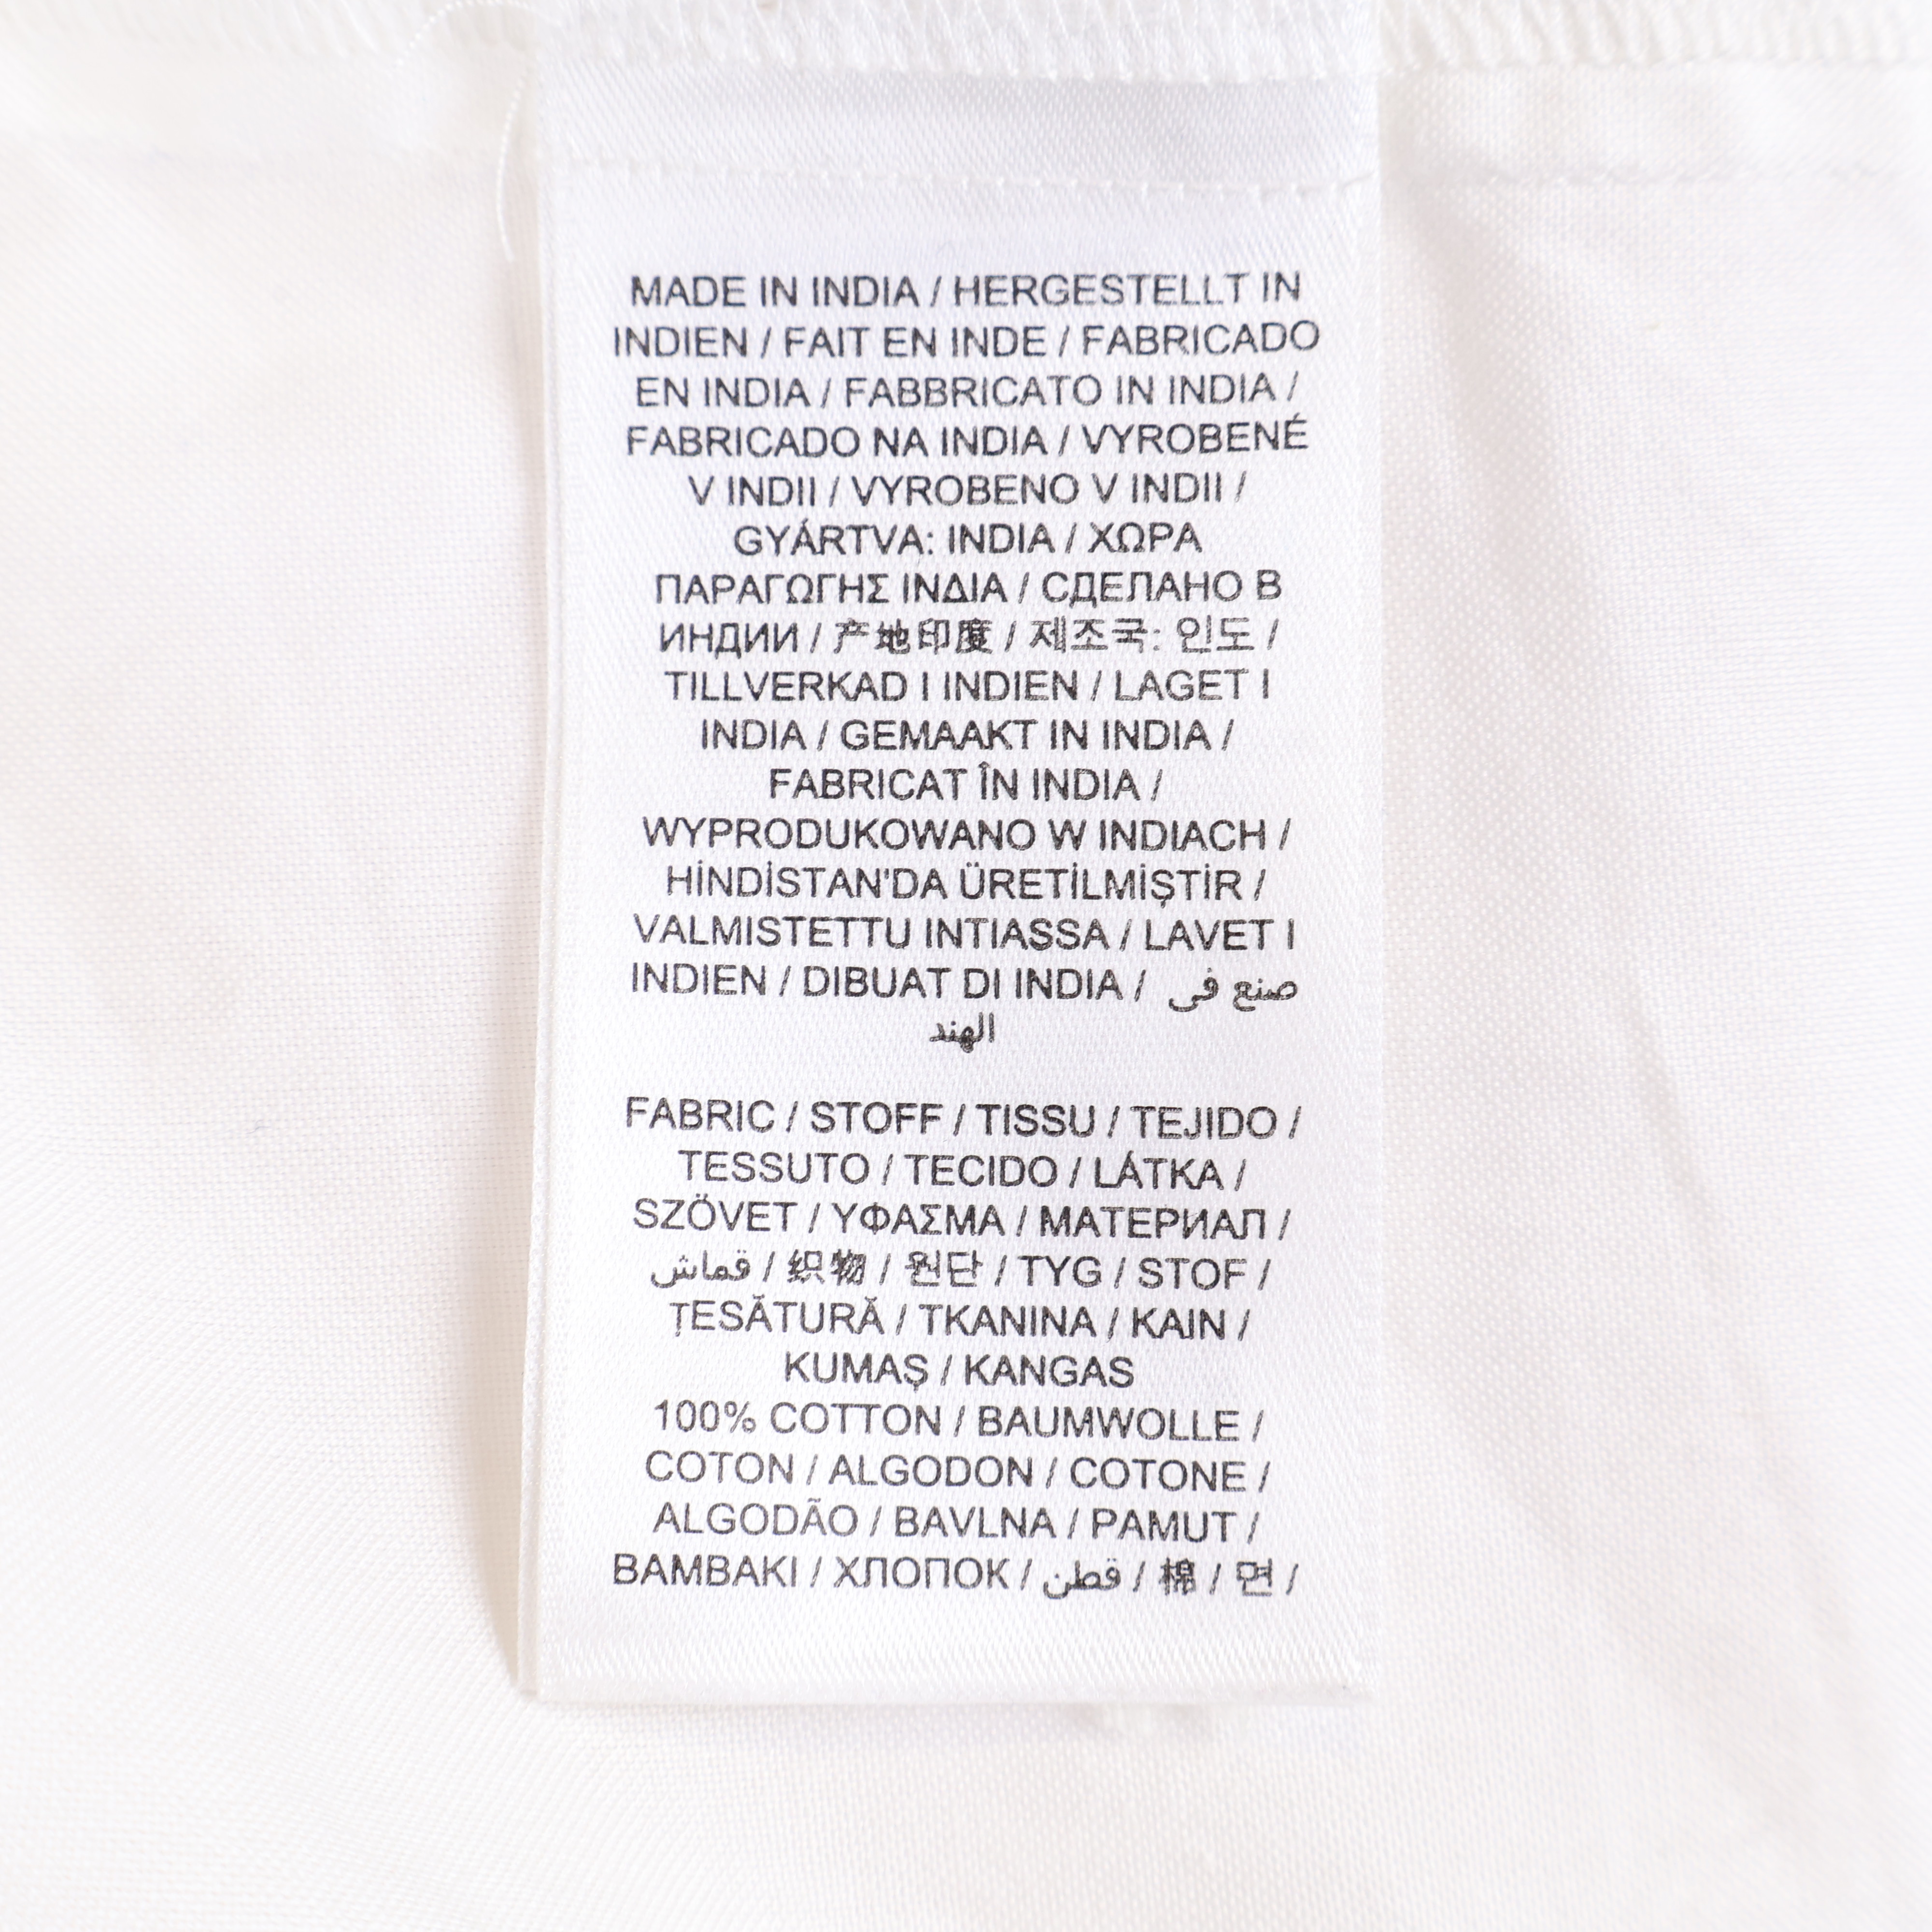 MADE IN INDIA / HERGESTELLT IN
INDIEN / FAIT EN INDE / FABRICADO
EN INDIA / FABBRICATO IN INDIA /
FABRICADO NA INDIA / VYROBENÉ
V INDII / VYROBENO V INDII /
GYÁRTVA: INDIA / ΧΩΡΑ
ΠΑΡΑΓΩΓΗΣ ΙΝΔΙΑ / СДЕЛАНО В
ИНДИИ / 产地印度 / 제조국: 인도 /
TILLVERKAD I INDIEN / LAGET I
INDIA / GEMAAKT IN INDIA /
FABRICAT ÎN INDIA /
WYPRODUKOWANO W INDIACH /
HİNDİSTAN'DA ÜRETİLMİŞTİR /
VALMISTETTU INTIASSA / LAVET I
INDIEN / DIBUAT DI INDIA / صنع فى
الهند
FABRIC / STOFF / TISSU / TEJIDO /
TESSUTO / TECIDO / LÁTKA /
SZÖVET / ΥΦΑΣΜΑ / МАТЕРИАЛ /
قماش / 织物 / 원단 / TYG / STOF /
ȚESĂTURĂ / TKANINA / KAIN /
KUMAŞ / KANGAS
100% COTTON / BAUMWOLLE /
COTON / ALGODON / COTONE /
ALGODÃO / BAVLNA / PAMUT /
BAMBAKI / ХЛОПОК / قطن / 棉 / 면 /